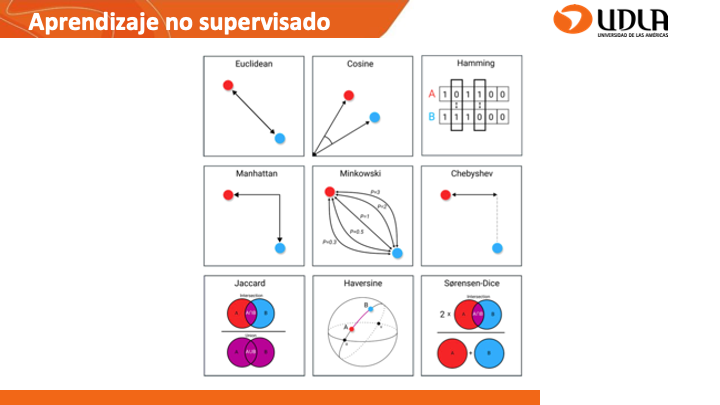 Aprendizaje no supervisado
UDLA
UNIVERSIDAD DE LAS AMÉRICAS
Euclidean
Cosine
Hamming
A 1 0 1 1 0 0
B 1 1 1 0 0 0
Manhattan
Minkowski
P=3
P=2
P=1
P=0.5
P=0.3
Chebyshev
Jaccard
Intersection
A A∩B B
Union
A A∪B B
Haversine
B
A
Sørensen-Dice
Intersection
2 x A A∩B B
A + B